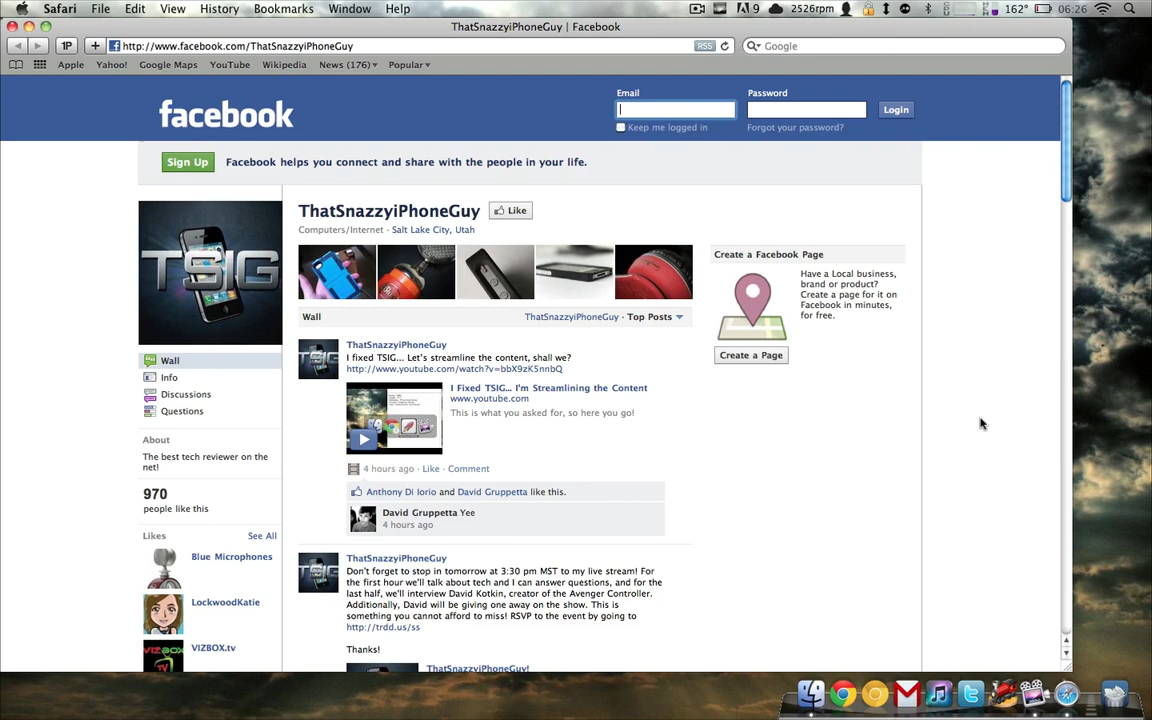 Safari File Edit View History Bookmarks Window Help 9 2526rpm 162° 06:26
ThatSnazzyiPhoneGuy | Facebook
1P + http://www.facebook.com/ThatSnazzyiPhoneGuy RSS Google
Apple Yahoo! Google Maps YouTube Wikipedia News (176) Popular
Email Password
facebook
Login
Keep me logged in Forgot your password?
Sign Up Facebook helps you connect and share with the people in your life.
TSIG
Wall
Info
Discussions
Questions
About
The best tech reviewer on the
net!
970
people like this
Likes See All
Blue Microphones
LockwoodKatie
VIZBOX
TV
VIZBOX.tv
ThatSnazzyiPhoneGuy Like
Computers/Internet · Salt Lake City, Utah
Wall ThatSnazzyiPhoneGuy · Top Posts
ThatSnazzyiPhoneGuy
I fixed TSIG... Let's streamline the content, shall we?
http://www.youtube.com/watch?v=bbX9zK5nnbQ
I Fixed TSIG... I'm Streamlining the Content
www.youtube.com
This is what you asked for, so here you go!
4 hours ago · Like · Comment
Anthony Di Iorio and David Gruppetta like this.
David Gruppetta Yee
4 hours ago
ThatSnazzyiPhoneGuy
Don't forget to stop in tomorrow at 3:30 pm MST to my live stream! For
the first hour we'll talk about tech and I can answer questions, and for the
last half, we'll interview David Kotkin, creator of the Avenger Controller.
Additionally, David will be giving one away on the show. This is
something you cannot afford to miss! RSVP to the event by going to
http://trdd.us/ss
Thanks!
ThatSnazzyiPhoneGuy!
Create a Facebook Page
Have a Local business,
brand or product?
Create a page for it on
Facebook in minutes,
for free.
Create a Page